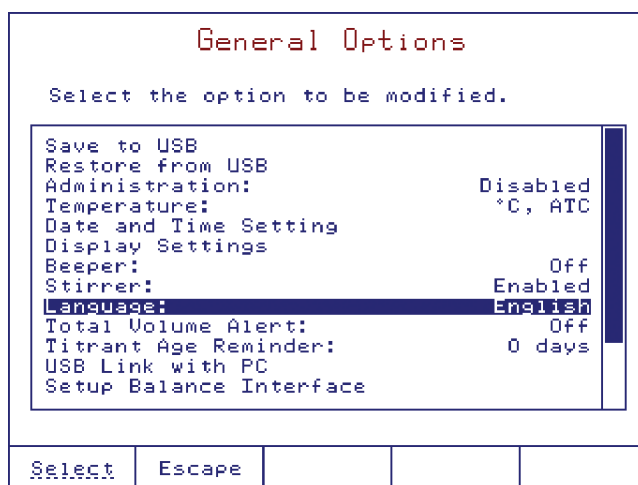 General Options
Select the option to be modified.
Save to USB
Restore from USB
Administration: Disabled
Temperature: °C, ATC
Date and Time Setting
Display Settings
Beeper: Off
Stirrer: Enabled
Language: English
Total Volume Alert: Off
Titrant Age Reminder: 0 days
USB Link with PC
Setup Balance Interface
Select Escape